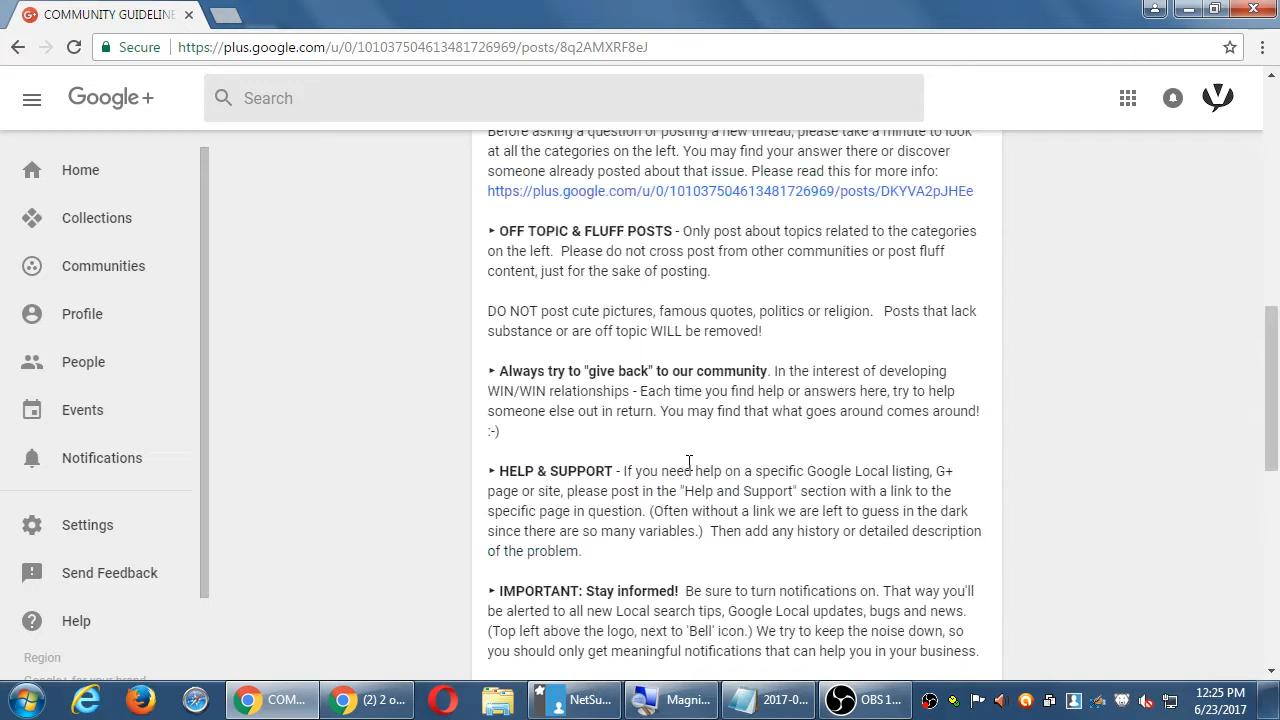 COMMUNITY GUIDELINE
Secure
https://plus.google.com/u/0/101037504613481726969/posts/8q2AMXRF8eJ
Google+
Search
Home
Collections
Communities
Profile
People
Events
Notifications
Settings
Send Feedback
Help
Region
Before asking a question or posting a new thread, please take a minute to look
at all the categories on the left. You may find your answer there or discover
someone already posted about that issue. Please read this for more info:
https://plus.google.com/u/0/101037504613481726969/posts/DKYVA2pJHEe
‣ OFF TOPIC & FLUFF POSTS - Only post about topics related to the categories
on the left.  Please do not cross post from other communities or post fluff
content, just for the sake of posting.
DO NOT post cute pictures, famous quotes, politics or religion.   Posts that lack
substance or are off topic WILL be removed!
‣ Always try to "give back" to our community. In the interest of developing
WIN/WIN relationships - Each time you find help or answers here, try to help
someone else out in return. You may find that what goes around comes around!
:-)
‣ HELP & SUPPORT - If you need help on a specific Google Local listing, G+
page or site, please post in the "Help and Support" section with a link to the
specific page in question. (Often without a link we are left to guess in the dark
since there are so many variables.)  Then add any history or detailed description
of the problem.
‣ IMPORTANT: Stay informed!  Be sure to turn notifications on. That way you'll
be alerted to all new Local search tips, Google Local updates, bugs and news.
(Top left above the logo, next to 'Bell' icon.) We try to keep the noise down, so
you should only get meaningful notifications that can help you in your business.
COM...
(2) 2 o...
NetSu...
Magni...
2017-0...
OBS 1...
12:25 PM
6/23/2017